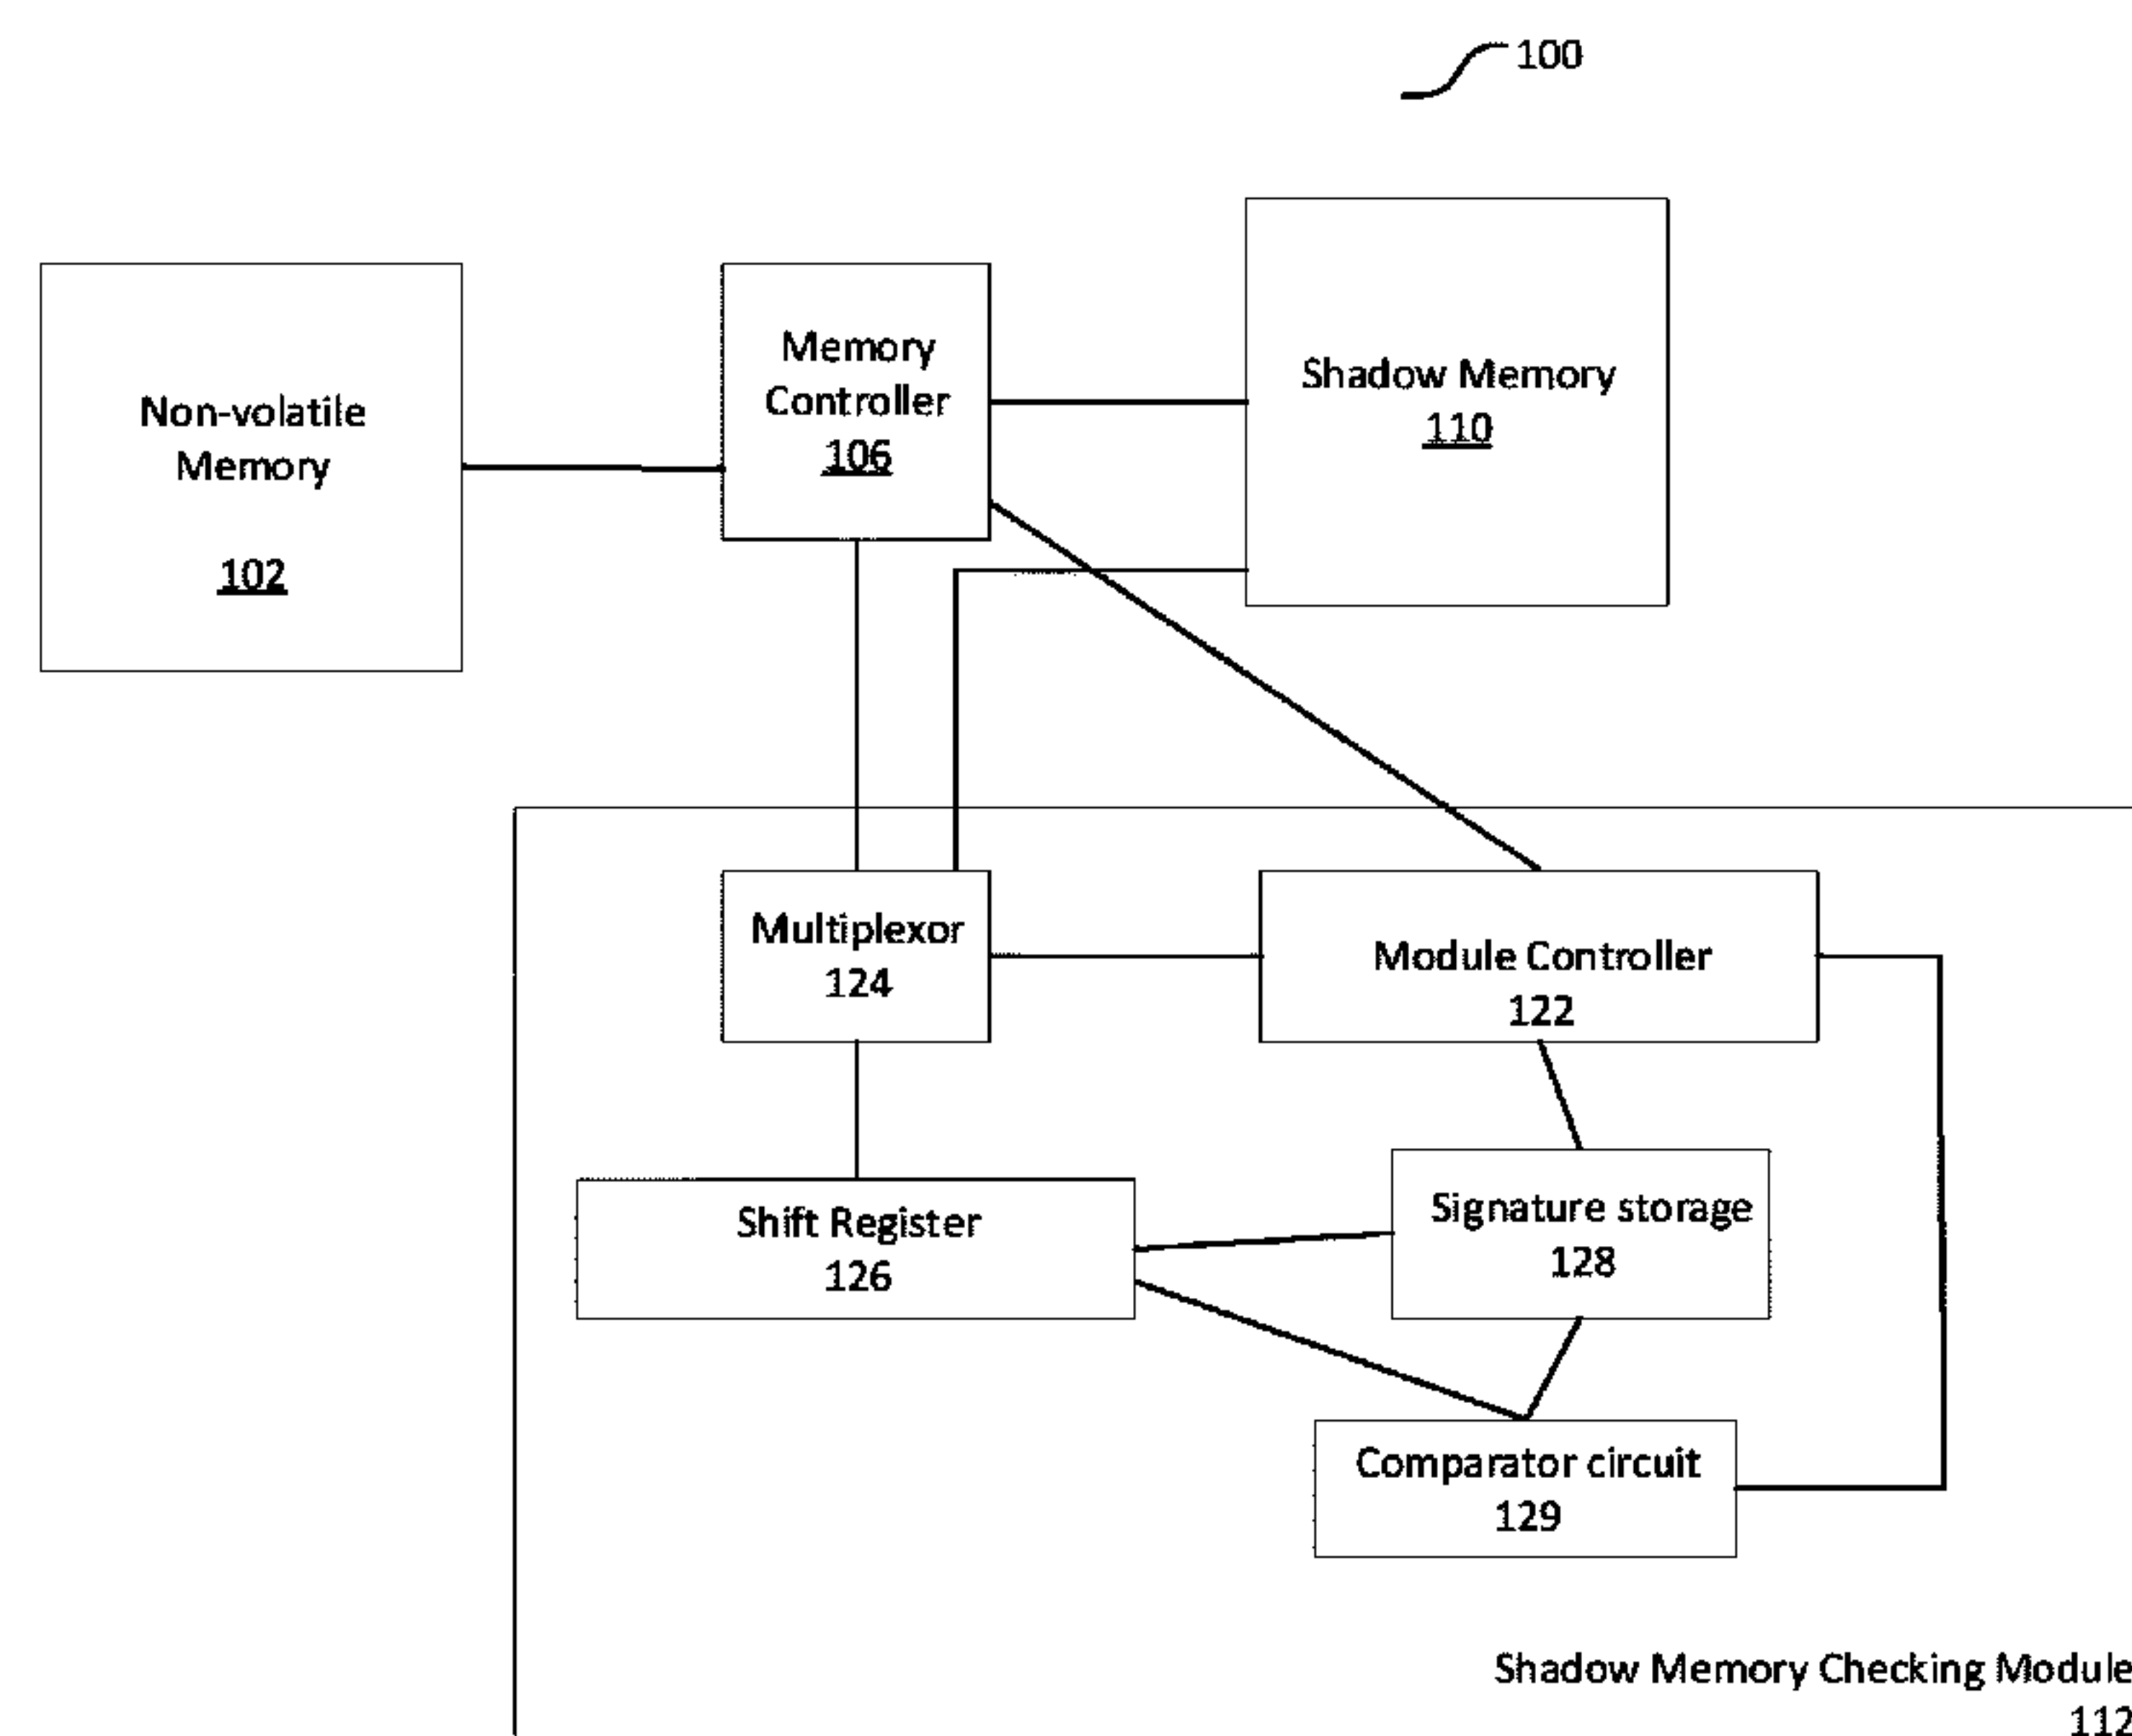 100
Non-volatile
Memory
102
Memory
Controller
106
Shadow Memory
110
Multiplexor
124
Module Controller
122
Shift Register
126
Signature storage
128
Comparator circuit
129
Shadow Memory Checking Module
112